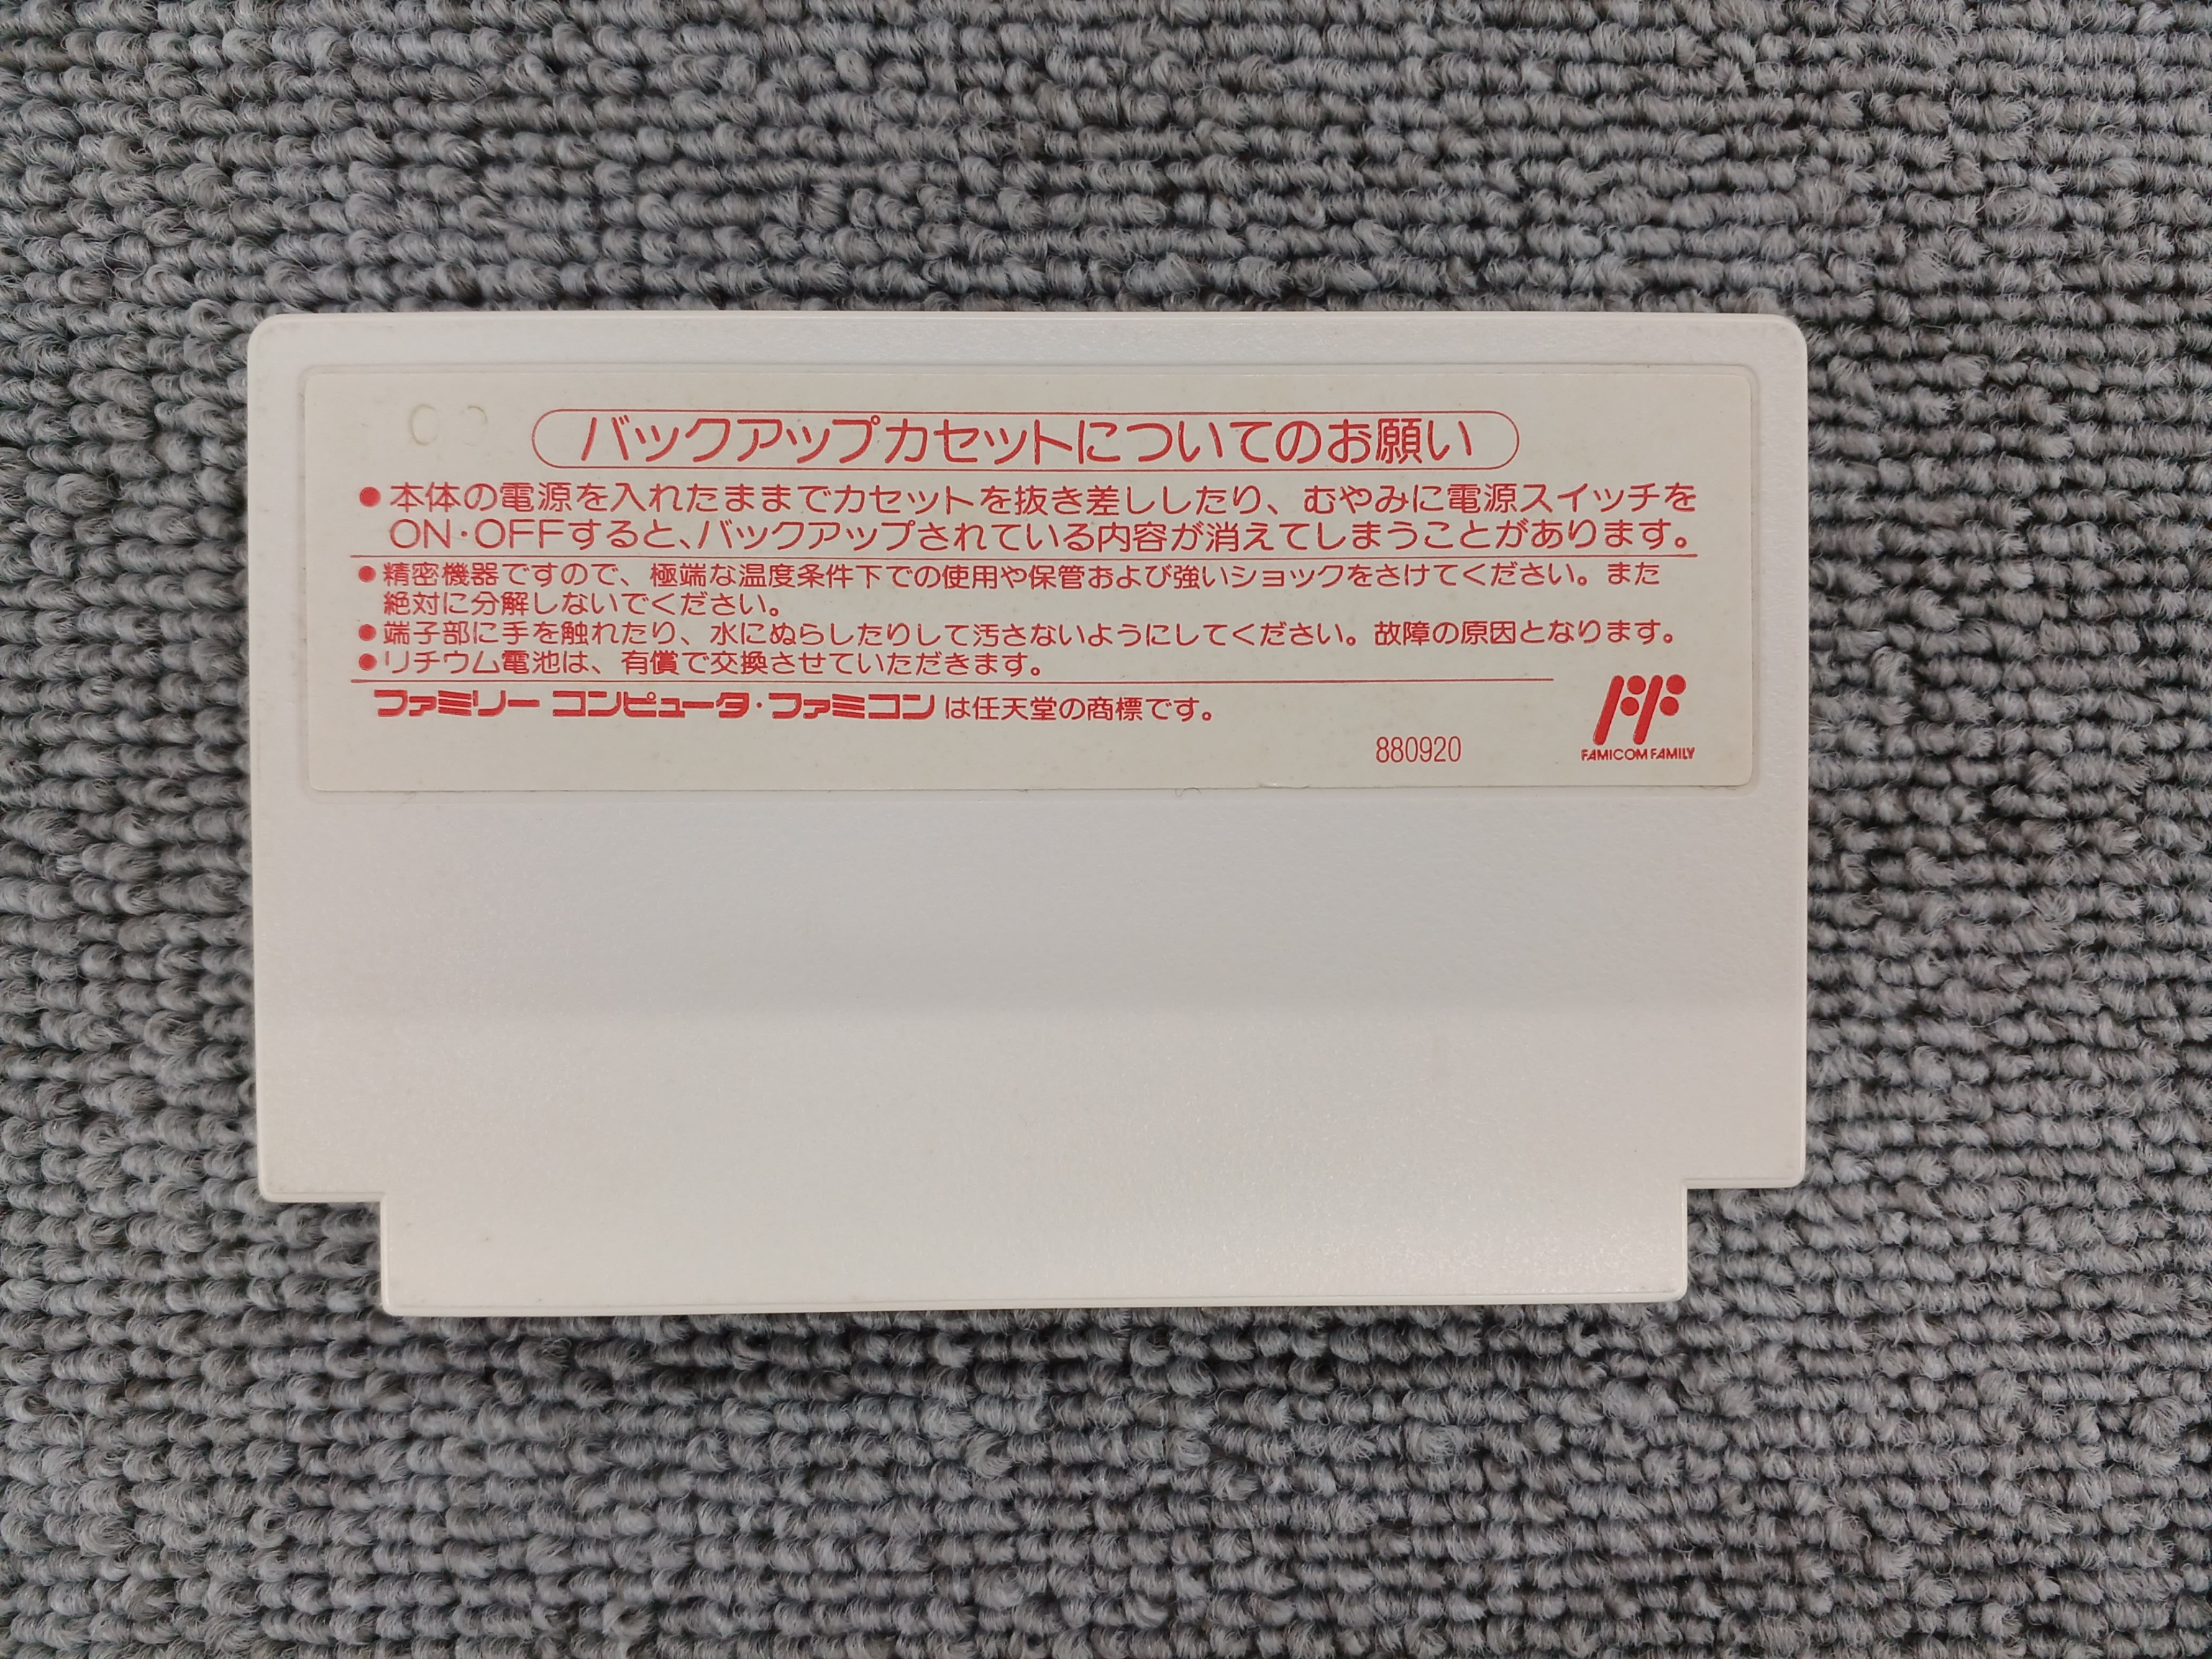 バックアップカセットについてのお願い
●本体の電源を入れたままでカセットを抜き差ししたり、むやみに電源スイッチを
ON・OFFすると、バックアップされている内容が消えてしまうことがあります。
●精密機器ですので、極端な温度条件下での使用や保管および強いショックをさけてください。また
絶対に分解しないでください。
●端子部に手を触れたり、水にぬらしたりして汚さないようにしてください。故障の原因となります。
●リチウム電池は、有償で交換させていただきます。
ファミリー コンピュータ・ファミコンは任天堂の商標です。
880920
FAMICOM FAMILY